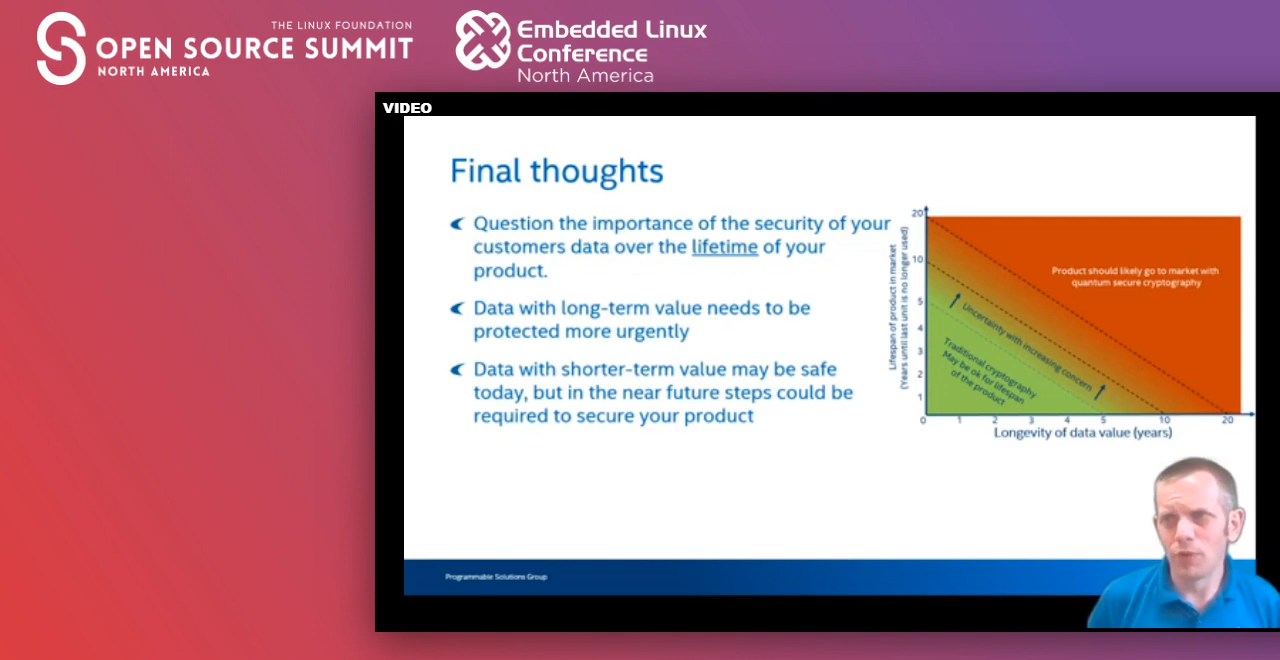 THE LINUX FOUNDATION
OPEN SOURCE SUMMIT
NORTH AMERICA
Embedded Linux
Conference
North America
VIDEO
Final thoughts
Question the importance of the security of your
customers data over the lifetime of your
product.
Data with long-term value needs to be
protected more urgently
Data with shorter-term value may be safe
today, but in the near future steps could be
required to secure your product
Lifespan of product in market
(Years until last unit is no longer used)
20
10
5
4
3
2
1
0 1 2 3 4 5 10 20
Longevity of data value (years)
Product should likely go to market with
quantum secure cryptography
Uncertainty with increasing concern
Traditional cryptography
May be ok for lifespan
of the product
Programmable Solutions Group